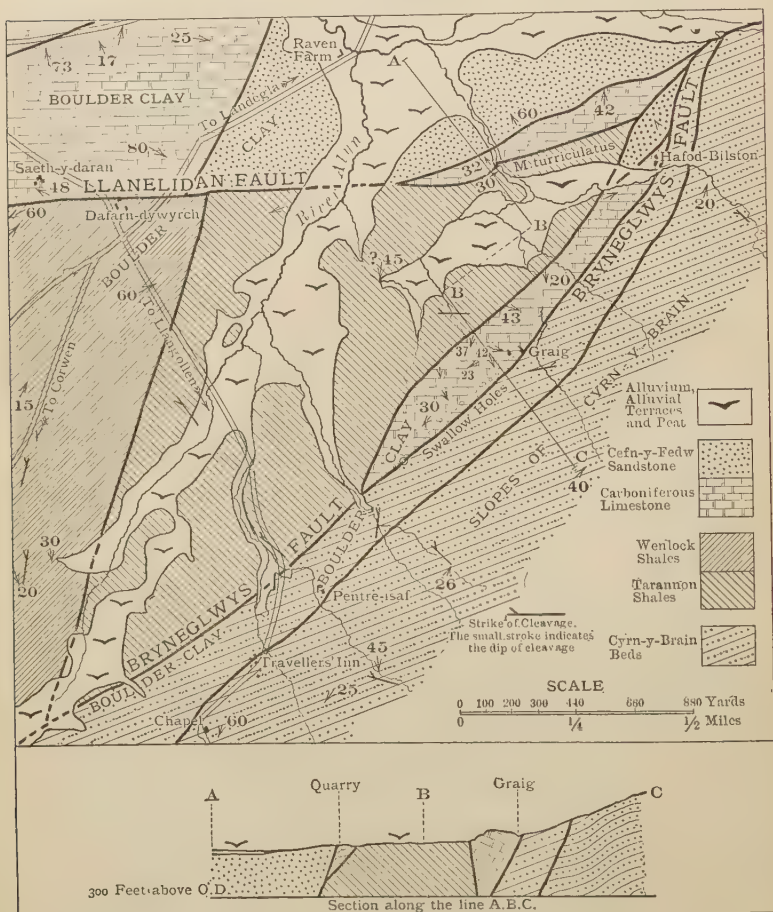 Raven Farm
A
25
73
17
BOULDER CLAY
To Llandegla
CLAY
60
42
80
River Alun
32
30
M. turriculatus
FAULT
Hafod-Bilston
Saeth-y-daran
48
LLANELIDAN FAULT
60
Dafarn-dywyrch
BOULDER
20
B
? 45
B
BRYNEGLWYS
60
To Llangollen
20
43
37
42
23
Graig
To Corwen
15
30
CLAY
Swallow Holes
CYRN Y BRAIN
SLOPES OF
C
40
30
20
FAULT
BOULDER
26
Pentre-isaf
BRYNEGLWYS
BOULDER-CLAY
45
Travellers' Inn
25
Chapel
60
Alluvium, Alluvial Terraces and Peat
Cefn-y-Fedw Sandstone
Carboniferous Limestone
Wenlock Shales
Tarannon Shales
Cyrn-y-Brain Beds
Strike of Cleavage.
The small stroke indicates
the dip of cleavage
SCALE
0 100 200 300 440 660 880 Yards
0 1/4 1/2 Miles
A
Quarry
B
Graig
C
300 Feet above O.D.
Section along the line A.B.C.